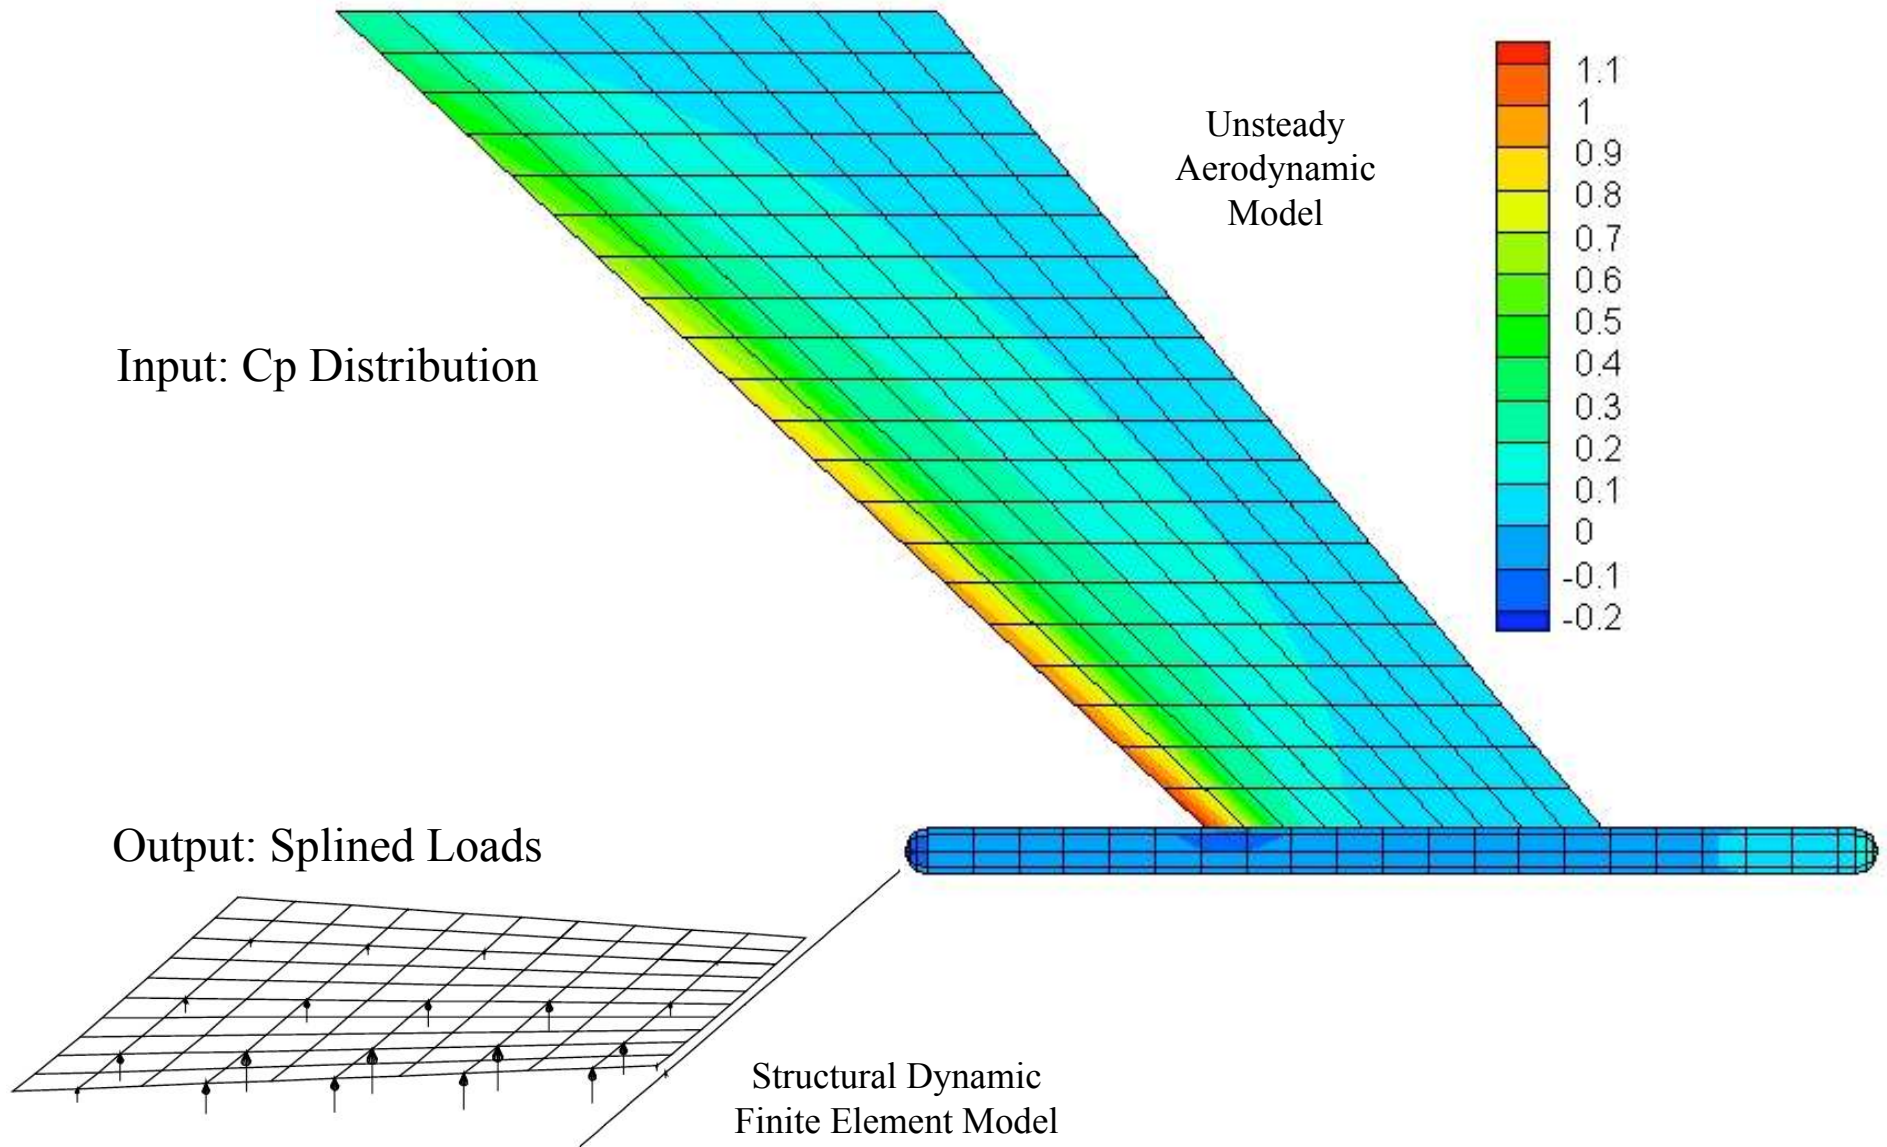 Unsteady
Aerodynamic
Model
Input: Cp Distribution
1.1
1
0.9
0.8
0.7
0.6
0.5
0.4
0.3
0.2
0.1
0
-0.1
-0.2
Output: Splined Loads
Structural Dynamic
Finite Element Model